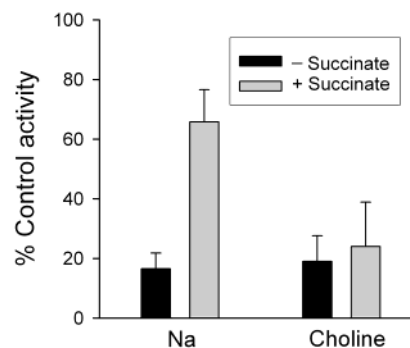 % Control activity
100
80
60
40
20
0
– Succinate
+ Succinate
Na
Choline